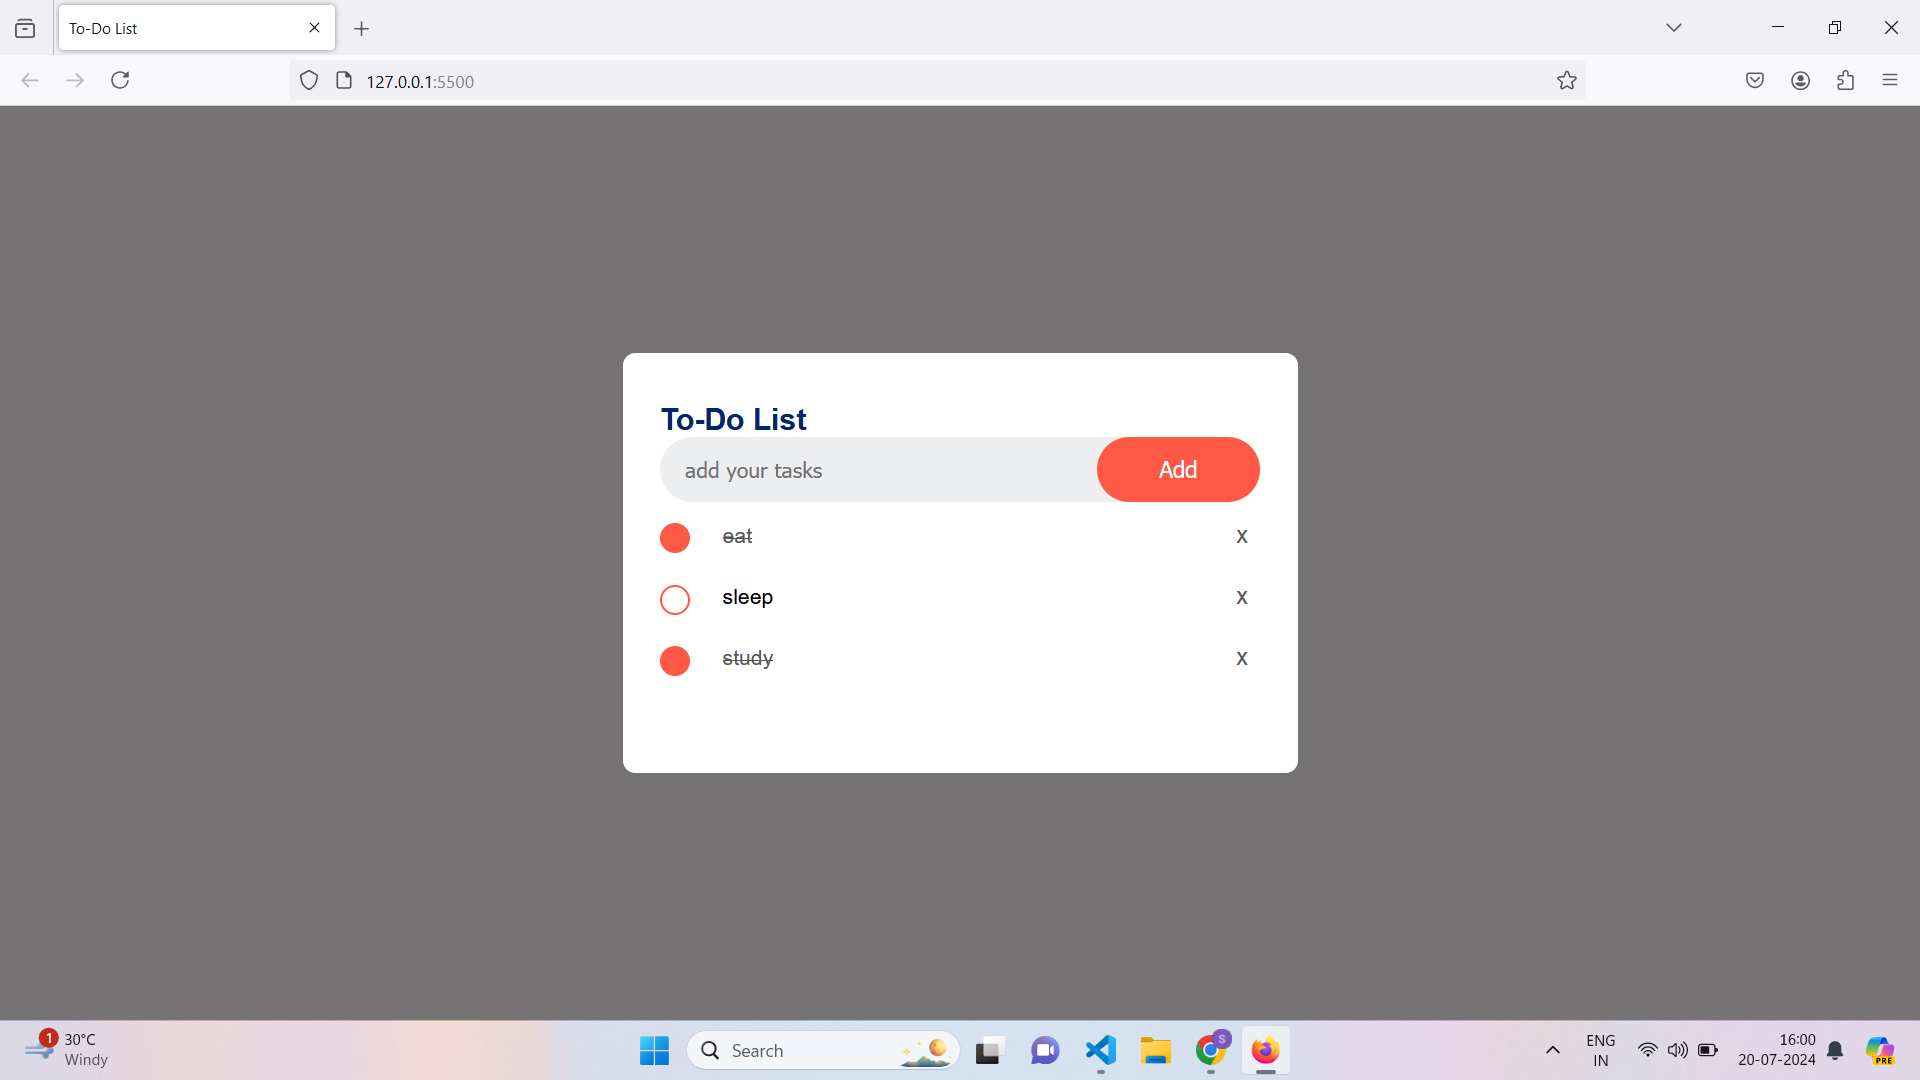 To-Do List
127.0.0.1:5500
To-Do List
add your tasks
Add
eat
X
sleep
X
study
X
1
30°C
Windy
Search
S
ENG
IN
16:00
20-07-2024
PRE